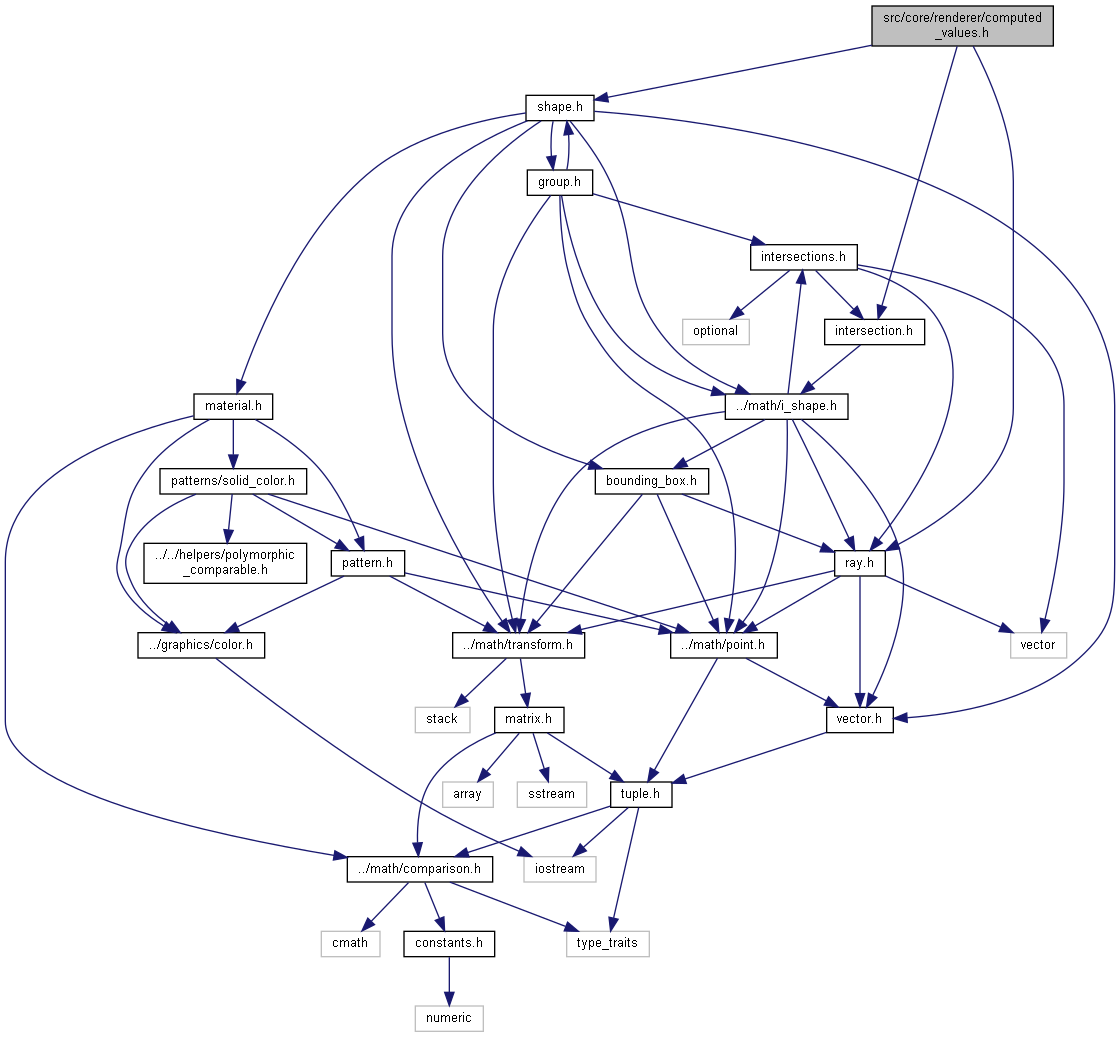 src/core/renderer/computed
_values.h
shape.h
group.h
intersections.h
optional
intersection.h
material.h
../math/i_shape.h
patterns/solid_color.h
bounding_box.h
../../helpers/polymorphic
_comparable.h
pattern.h
ray.h
../graphics/color.h
../math/transform.h
../math/point.h
vector
stack
matrix.h
vector.h
array
sstream
tuple.h
../math/comparison.h
iostream
cmath
constants.h
type_traits
numeric